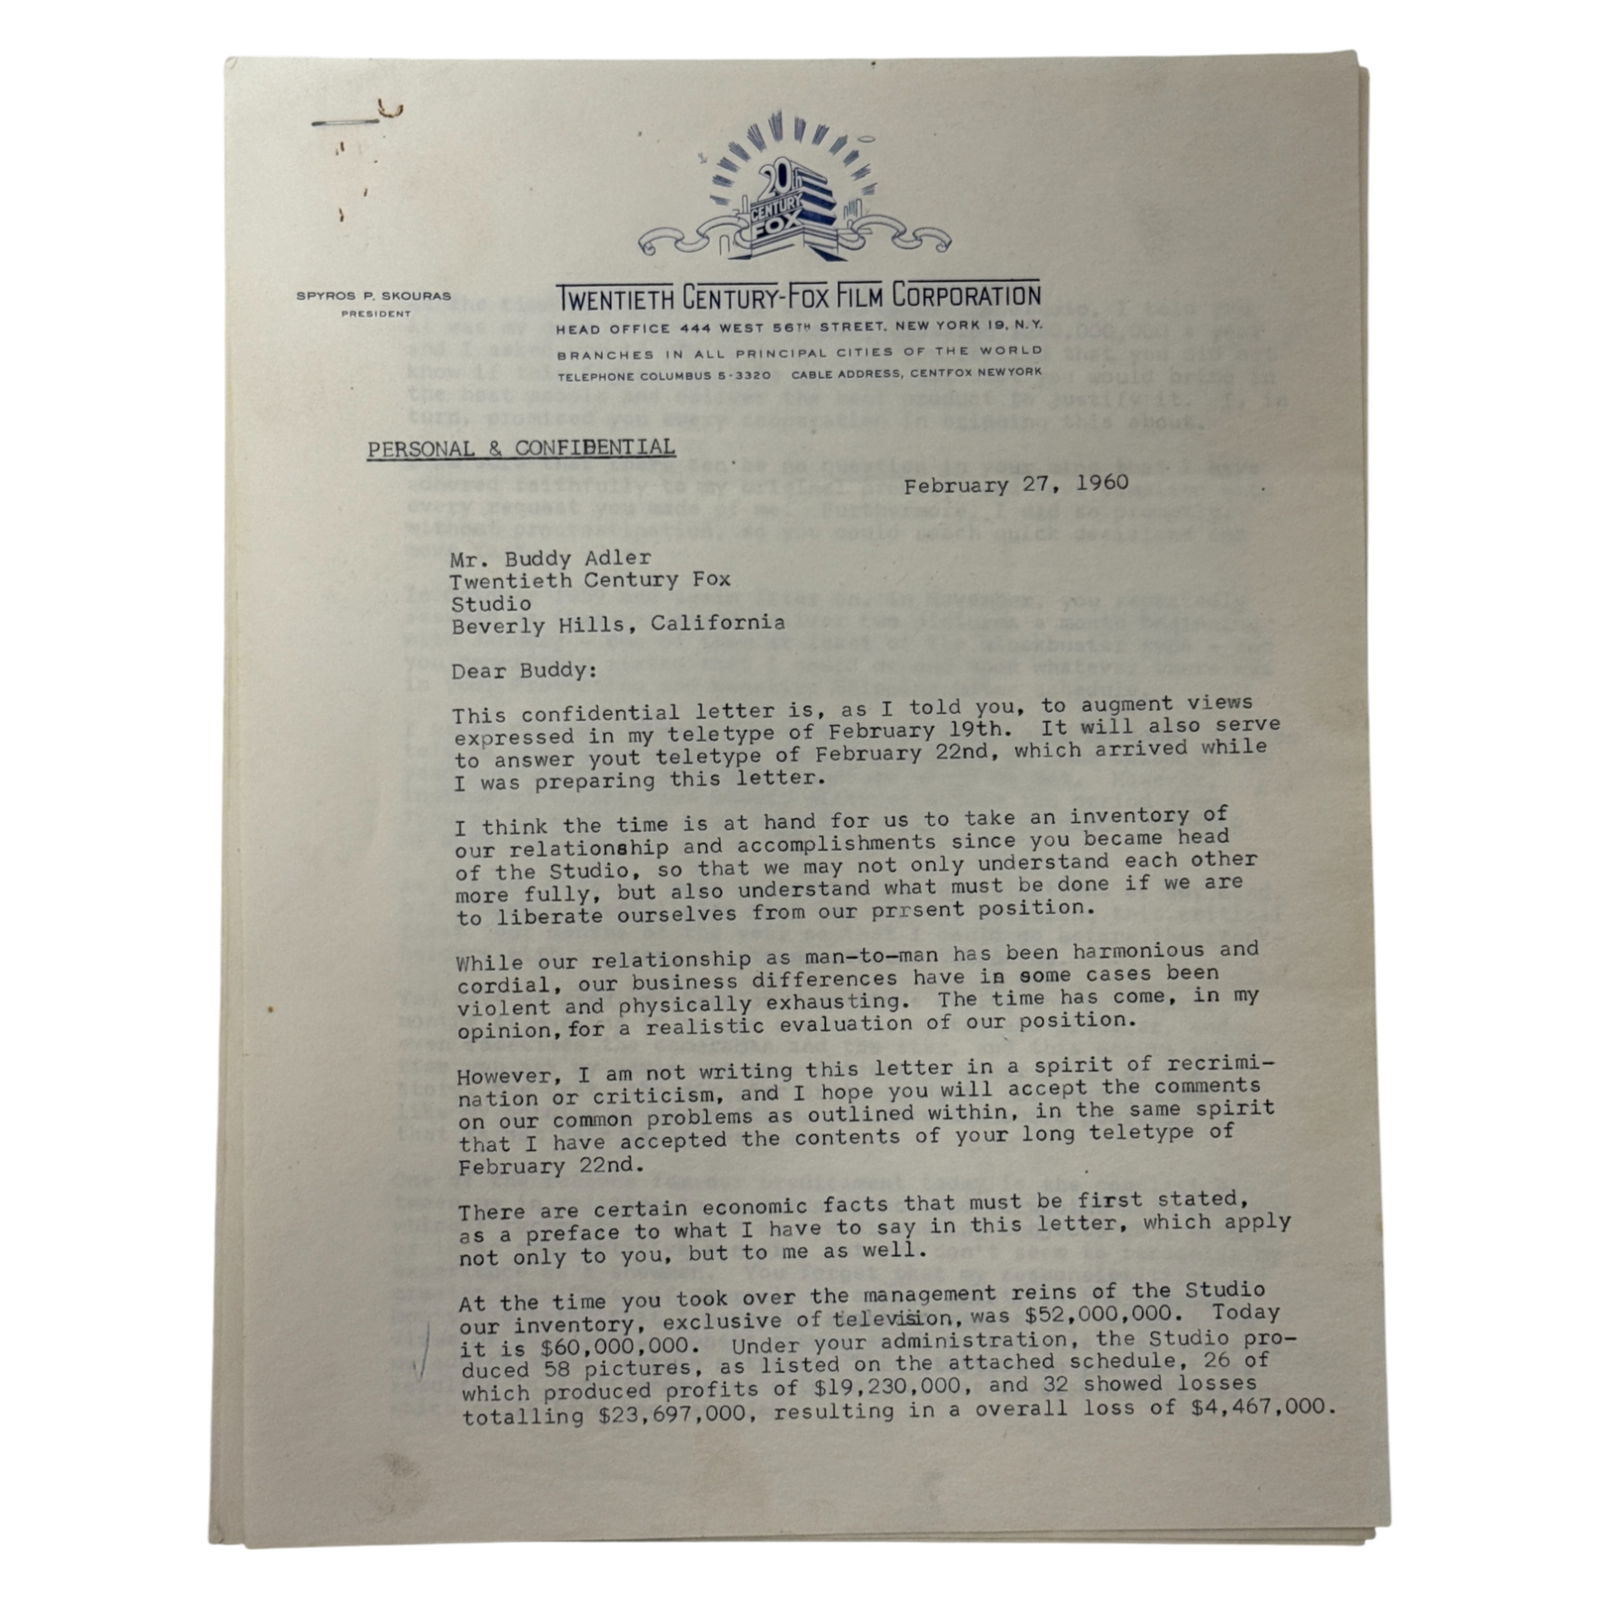 20th
CENTURY
FOX
SPYROS P. SKOURAS
PRESIDENT
TWENTIETH CENTURY-FOX FILM CORPORATION
HEAD OFFICE 444 WEST 56TH STREET, NEW YORK 19, N.Y.
BRANCHES IN ALL PRINCIPAL CITIES OF THE WORLD
TELEPHONE COLUMBUS 5-3320 CABLE ADDRESS, CENTFOX NEWYORK
PERSONAL & CONFIDENTIAL
February 27, 1960
Mr. Buddy Adler
Twentieth Century Fox
Studio
Beverly Hills, California
Dear Buddy:
This confidential letter is, as I told you, to augment views
expressed in my teletype of February 19th. It will also serve
to answer yout teletype of February 22nd, which arrived while
I was preparing this letter.
I think the time is at hand for us to take an inventory of
our relationship and accomplishments since you became head
of the Studio, so that we may not only understand each other
more fully, but also understand what must be done if we are
to liberate ourselves from our prrsent position.
While our relationship as man-to-man has been harmonious and
cordial, our business differences have in some cases been
violent and physically exhausting. The time has come, in my
opinion, for a realistic evaluation of our position.
However, I am not writing this letter in a spirit of recrimi-
nation or criticism, and I hope you will accept the comments
on our common problems as outlined within, in the same spirit
that I have accepted the contents of your long teletype of
February 22nd.
There are certain economic facts that must be first stated,
as a preface to what I have to say in this letter, which apply
not only to you, but to me as well.
At the time you took over the management reins of the Studio
our inventory, exclusive of television, was $52,000,000. Today
it is $60,000,000. Under your administration, the Studio pro-
duced 58 pictures, as listed on the attached schedule, 26 of
which produced profits of $19,230,000, and 32 showed losses
totalling $23,697,000, resulting in a overall loss of $4,467,000.